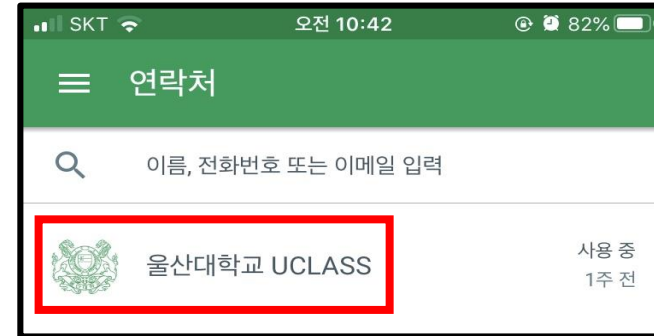 SKT 오전 10:42 82%
연락처
이름, 전화번호 또는 이메일 입력
울산대학교 UCLASS
사용 중
1주 전